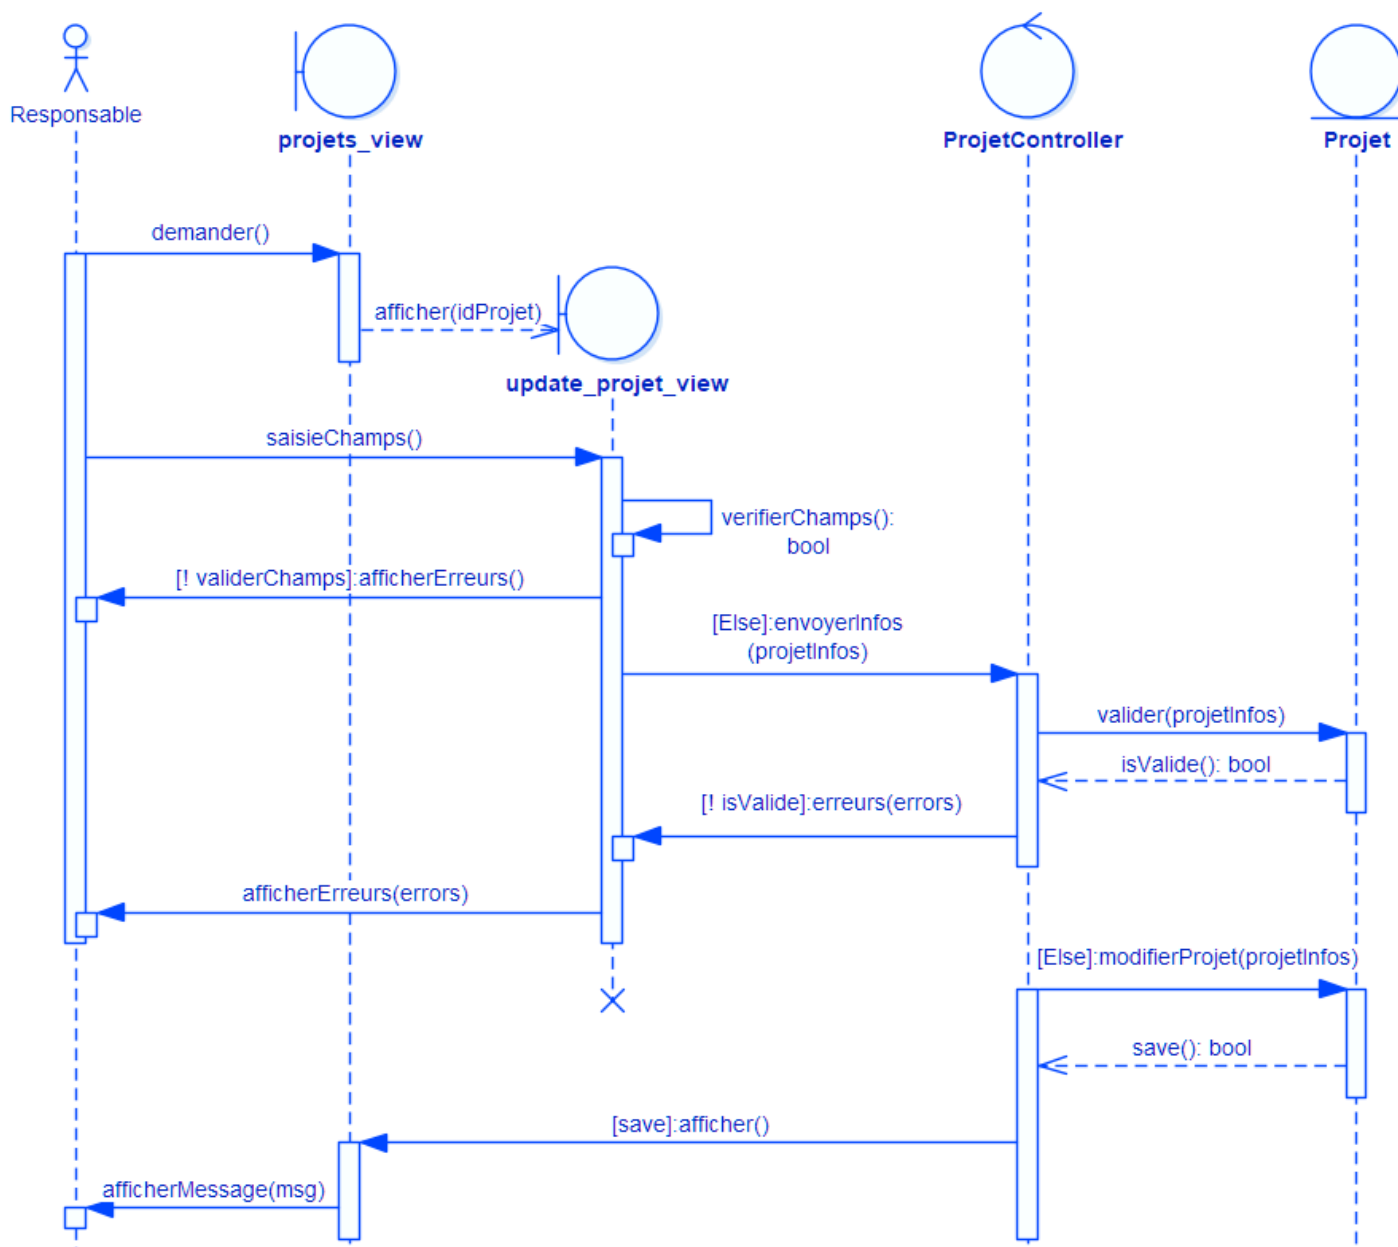 Responsable
projets_view
ProjetController
Projet
demander()
afficher(idProjet)
update_projet_view
saisieChamps()
verifierChamps():
bool
[! validerChamps]:afficherErreurs()
[Else]:envoyerInfos
(projetInfos)
valider(projetInfos)
isValide(): bool
[! isValide]:erreurs(errors)
afficherErreurs(errors)
[Else]:modifierProjet(projetInfos)
save(): bool
[save]:afficher()
afficherMessage(msg)